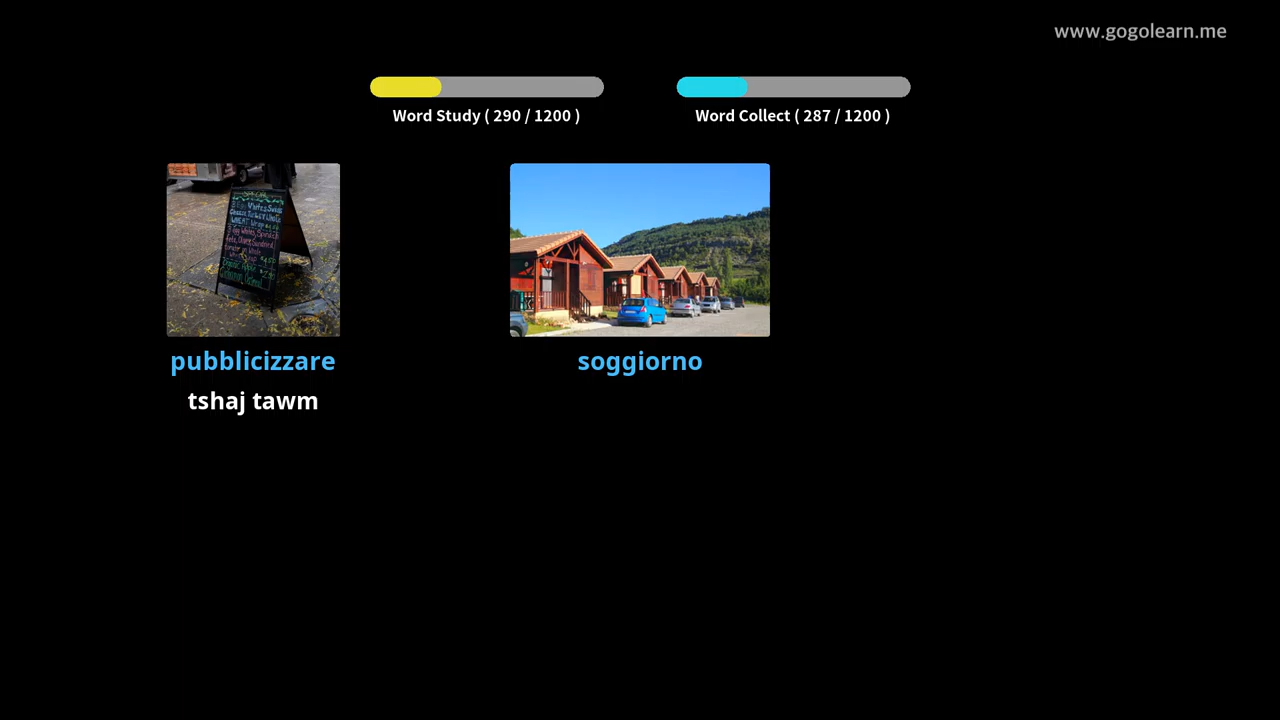 www.gogolearn.me
Word Study ( 290 / 1200 )
Word Collect ( 287 / 1200 )
pubblicizzare
soggiorno
tshaj tawm